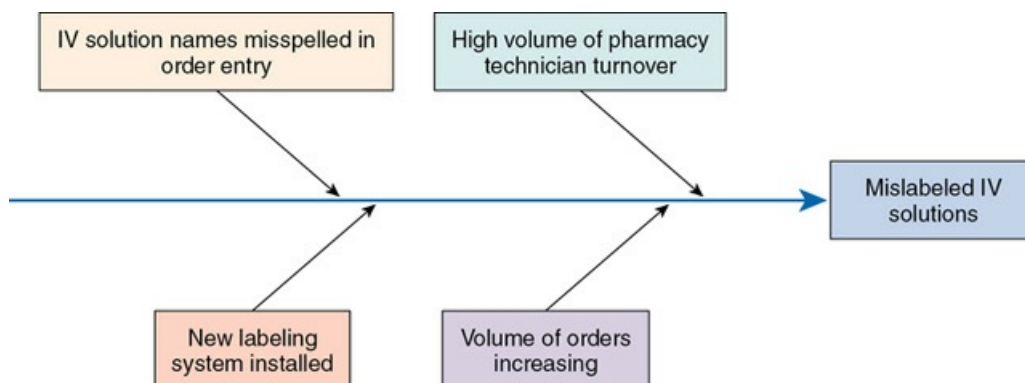 IV solution names misspelled in
order entry
High volume of pharmacy
technician turnover
Mislabeled IV
solutions
New labeling
system installed
Volume of orders
increasing